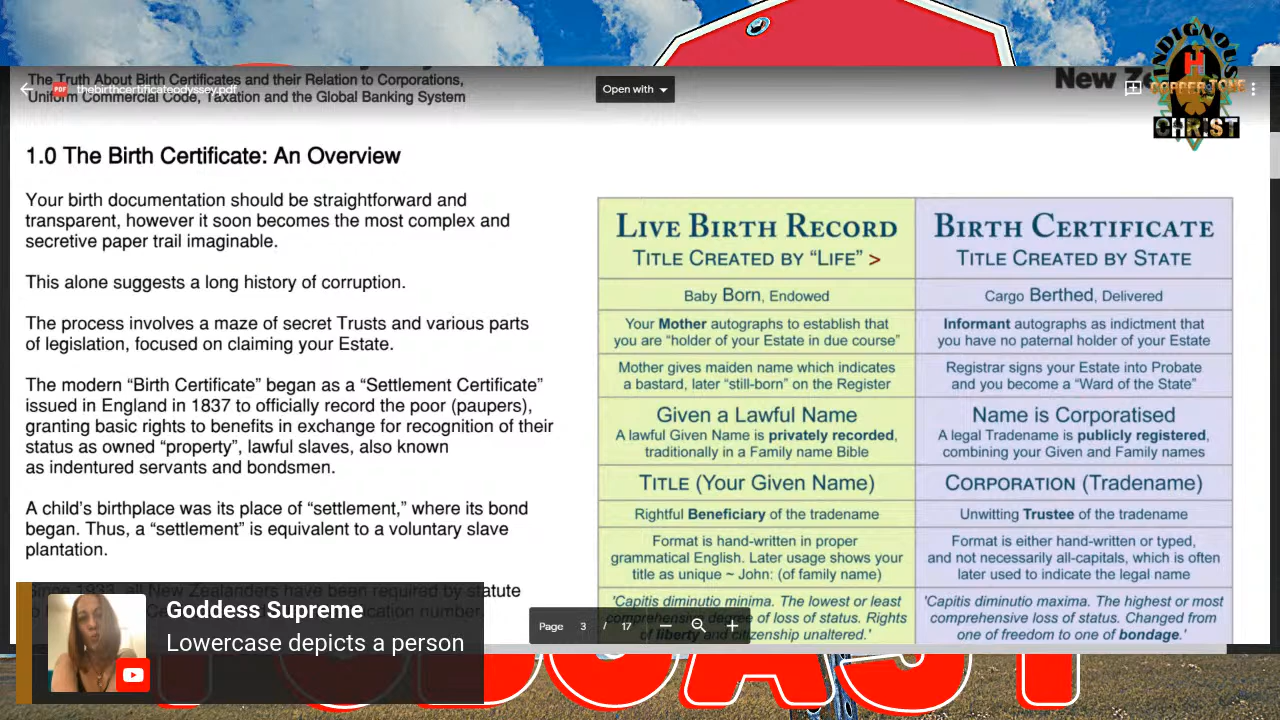 The Truth About Birth Certificates and their Relation to Corporations,
Uniform Commercial Code, Taxation and the Global Banking System
PDF thebirthcertificateodyssey.pdf
Open with
New Ze
INDIGNOUS
H
COPPER TONE
CHRIST
1.0 The Birth Certificate: An Overview
Your birth documentation should be straightforward and
transparent, however it soon becomes the most complex and
secretive paper trail imaginable.
This alone suggests a long history of corruption.
The process involves a maze of secret Trusts and various parts
of legislation, focused on claiming your Estate.
The modern “Birth Certificate” began as a “Settlement Certificate”
issued in England in 1837 to officially record the poor (paupers),
granting basic rights to benefits in exchange for recognition of their
status as owned “property”, lawful slaves, also known
as indentured servants and bondsmen.
A child’s birthplace was its place of “settlement,” where its bond
began. Thus, a “settlement” is equivalent to a voluntary slave
plantation.
Since 1933, all New Zealanders have been required by statute
LIVE BIRTH RECORD
TITLE CREATED BY “LIFE” >
Baby Born, Endowed
Your Mother autographs to establish that
you are “holder of your Estate in due course”
Mother gives maiden name which indicates
a bastard, later “still-born” on the Register
Given a Lawful Name
A lawful Given Name is privately recorded,
traditionally in a Family name Bible
TITLE (Your Given Name)
Rightful Beneficiary of the tradename
Format is hand-written in proper
grammatical English. Later usage shows your
title as unique ~ John: (of family name)
'Capitis diminutio minima. The lowest or least
comprehensive degree of loss of status. Rights
of liberty and citizenship unaltered.'
BIRTH CERTIFICATE
TITLE CREATED BY STATE
Cargo Berthed, Delivered
Informant autographs as indictment that
you have no paternal holder of your Estate
Registrar signs your Estate into Probate
and you become a “Ward of the State”
Name is Corporatised
A legal Tradename is publicly registered,
combining your Given and Family names
CORPORATION (Tradename)
Unwitting Trustee of the tradename
Format is either hand-written or typed,
and not necessarily all-capitals, which is often
later used to indicate the legal name
'Capitis diminutio maxima. The highest or most
comprehensive loss of status. Changed from
one of freedom to one of bondage.'
Page 3 / 17
Goddess Supreme
Lowercase depicts a person